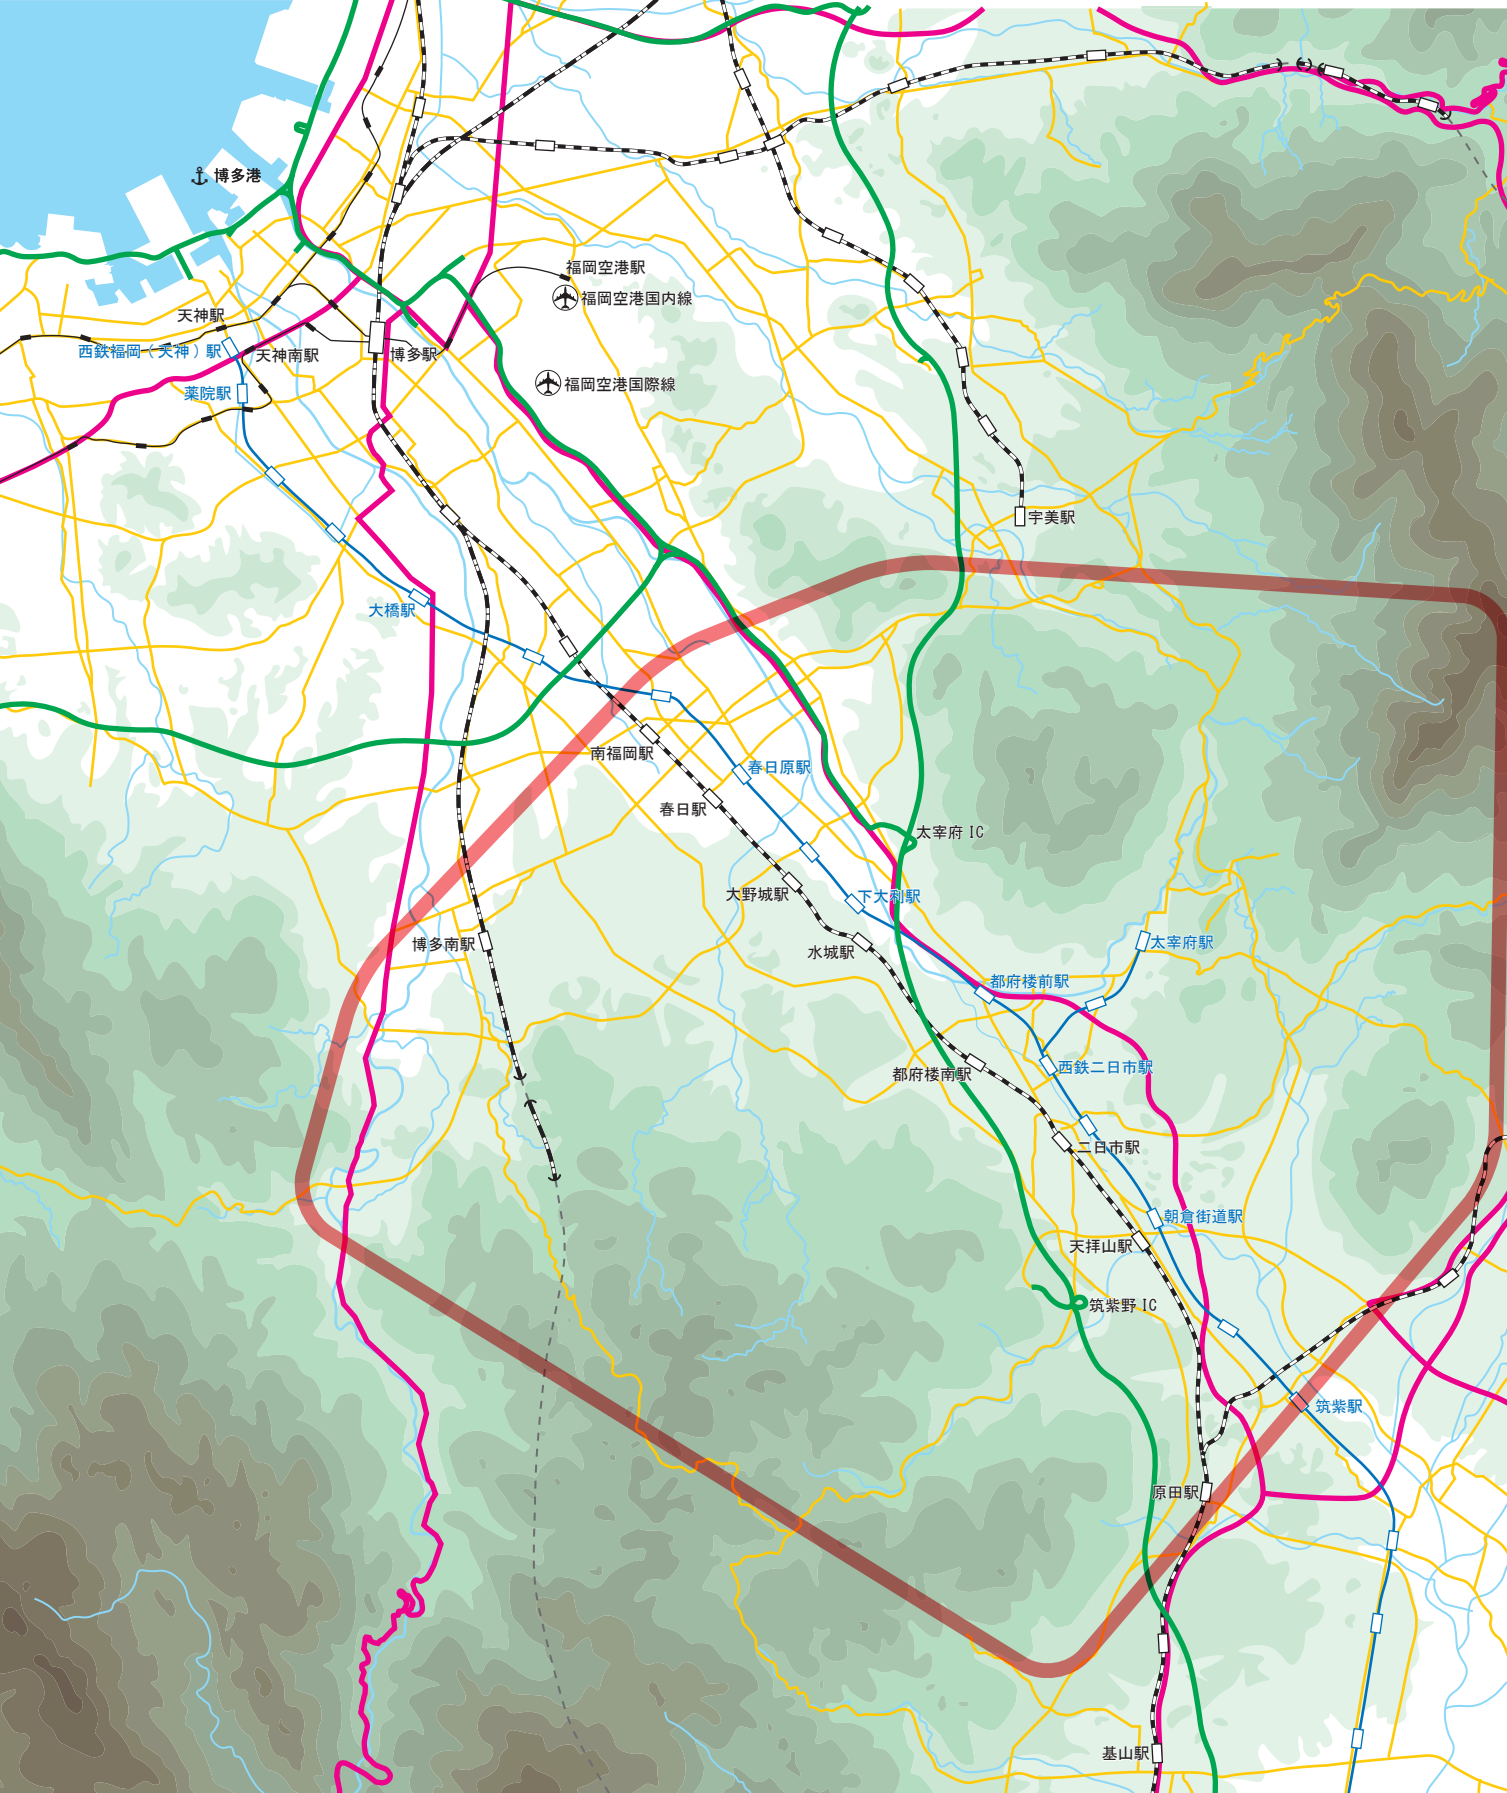 博多港
福岡空港駅
福岡空港国内線
天神駅
西鉄福岡（天神）駅
天神南駅
博多駅
薬院駅
福岡空港国際線
宇美駅
大橋駅
南福岡駅
春日原駅
春日駅
太宰府 IC
大野城駅
下大利駅
博多南駅
水城駅
太宰府駅
都府楼前駅
都府楼南駅
西鉄二日市駅
二日市駅
朝倉街道駅
天拝山駅
筑紫野 IC
筑紫駅
原田駅
基山駅